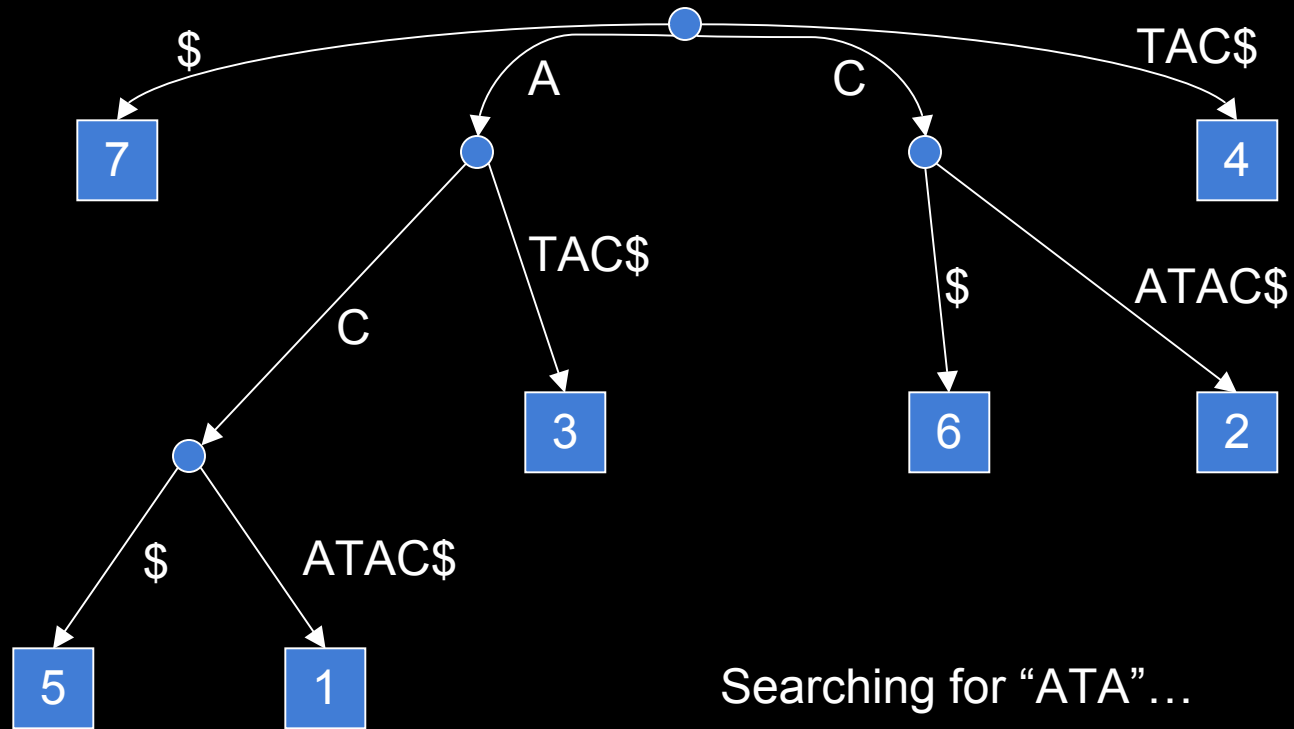 $
TAC$
A
C
7
4
TAC$
$
ATAC$
C
3
6
2
$
ATAC$
5
1
Searching for “ATA”…